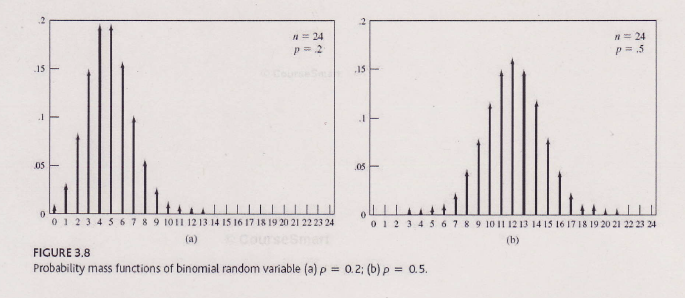 .2
n = 24
p = .2
.15
.1
.05
0
0 1 2 3 4 5 6 7 8 9 10 11 12 13 14 15 16 17 18 19 20 21 22 23 24
(a)
.2
n = 24
p = .5
.15
.1
.05
0
0 1 2 3 4 5 6 7 8 9 10 11 12 13 14 15 16 17 18 19 20 21 22 23 24
(b)
CourseSmart
CourseSmart
FIGURE 3.8
Probability mass functions of binomial random variable (a) p = 0.2; (b) p = 0.5.